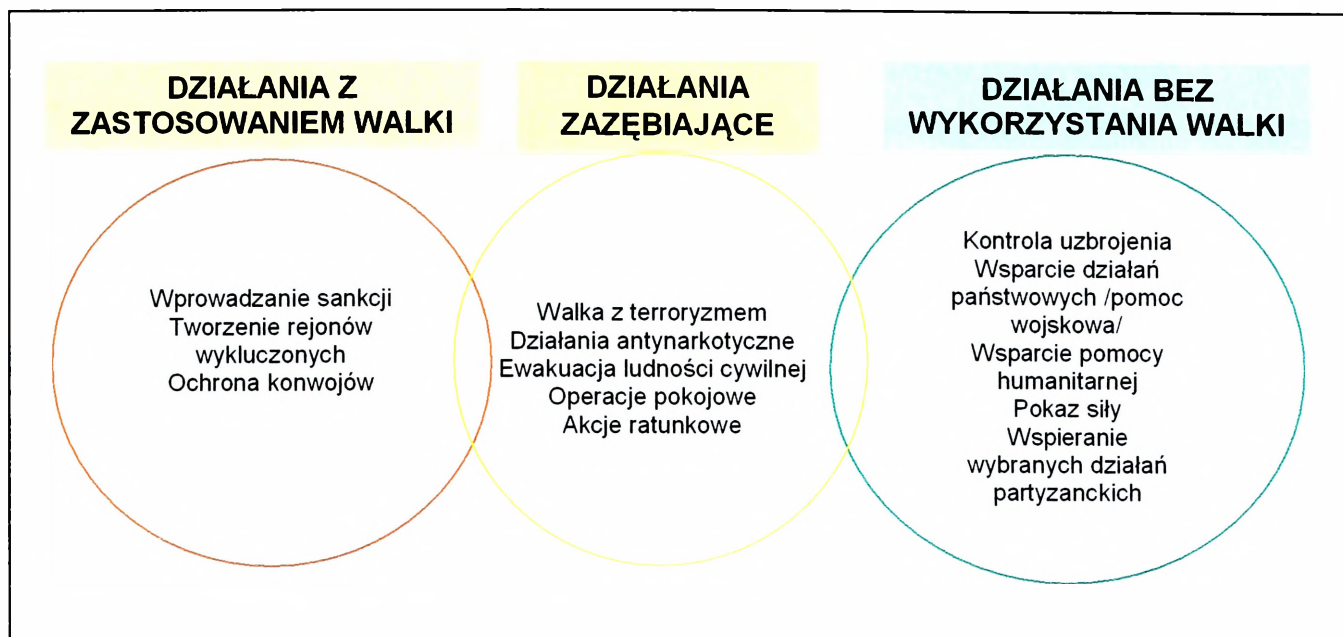 DZIAŁANIA Z
ZASTOSOWANIEM WALKI
DZIAŁANIA
ZAZĘBIAJĄCE
DZIAŁANIA BEZ
WYKORZYSTANIA WALKI
Wprowadzanie sankcji
Tworzenie rejonów
wykluczonych
Ochrona konwojów
Walka z terroryzmem
Działania antynarkotyczne
Ewakuacja ludności cywilnej
Operacje pokojowe
Akcje ratunkowe
Kontrola uzbrojenia
Wsparcie działań
państwowych /pomoc
wojskowa/
Wsparcie pomocy
humanitarnej
Pokaz siły
Wspieranie
wybranych działań
partyzanckich